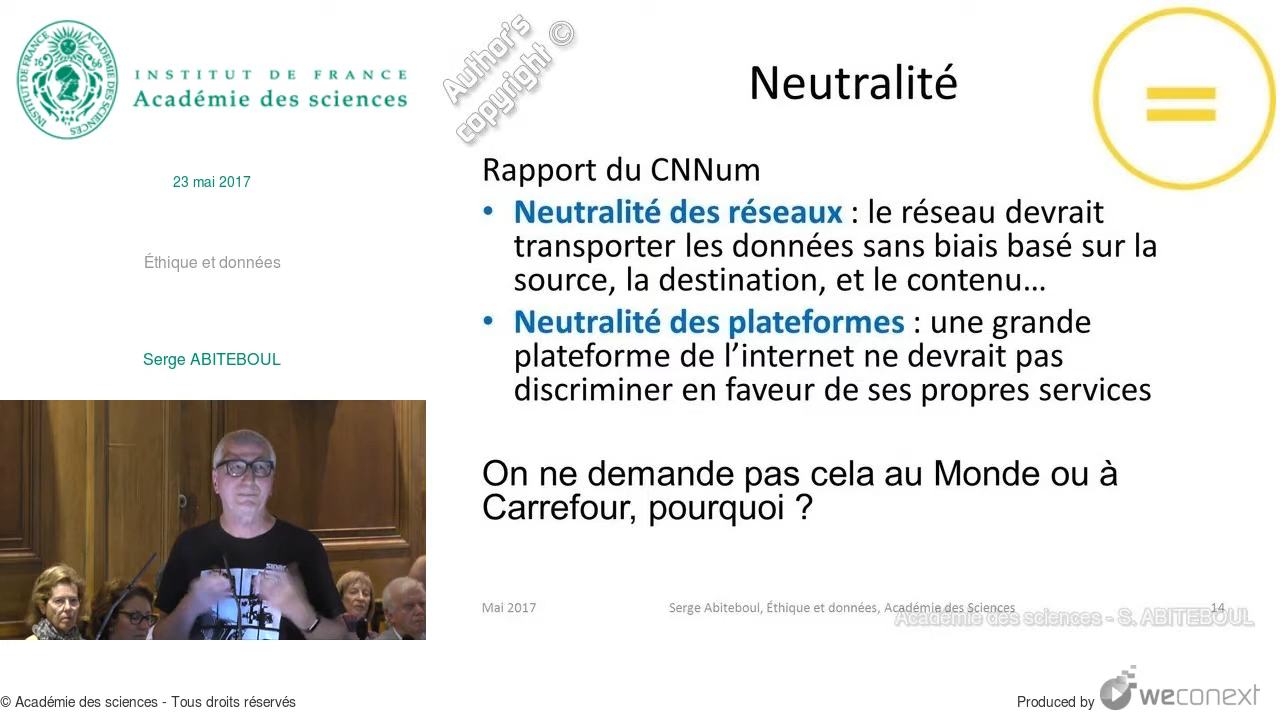 INSTITUT DE FRANCE
Académie des sciences
23 mai 2017
Éthique et données
Serge ABITEBOUL
Author's
copyright ©
Neutralité
=
Rapport du CNNum
• Neutralité des réseaux : le réseau devrait
transporter les données sans biais basé sur la
source, la destination, et le contenu…
• Neutralité des plateformes : une grande
plateforme de l'internet ne devrait pas
discriminer en faveur de ses propres services
On ne demande pas cela au Monde ou à
Carrefour, pourquoi ?
Mai 2017
Serge Abiteboul, Éthique et données, Académie des Sciences
14
Académie des sciences - S. ABITEBOUL
© Académie des sciences - Tous droits réservés
Produced by weconext